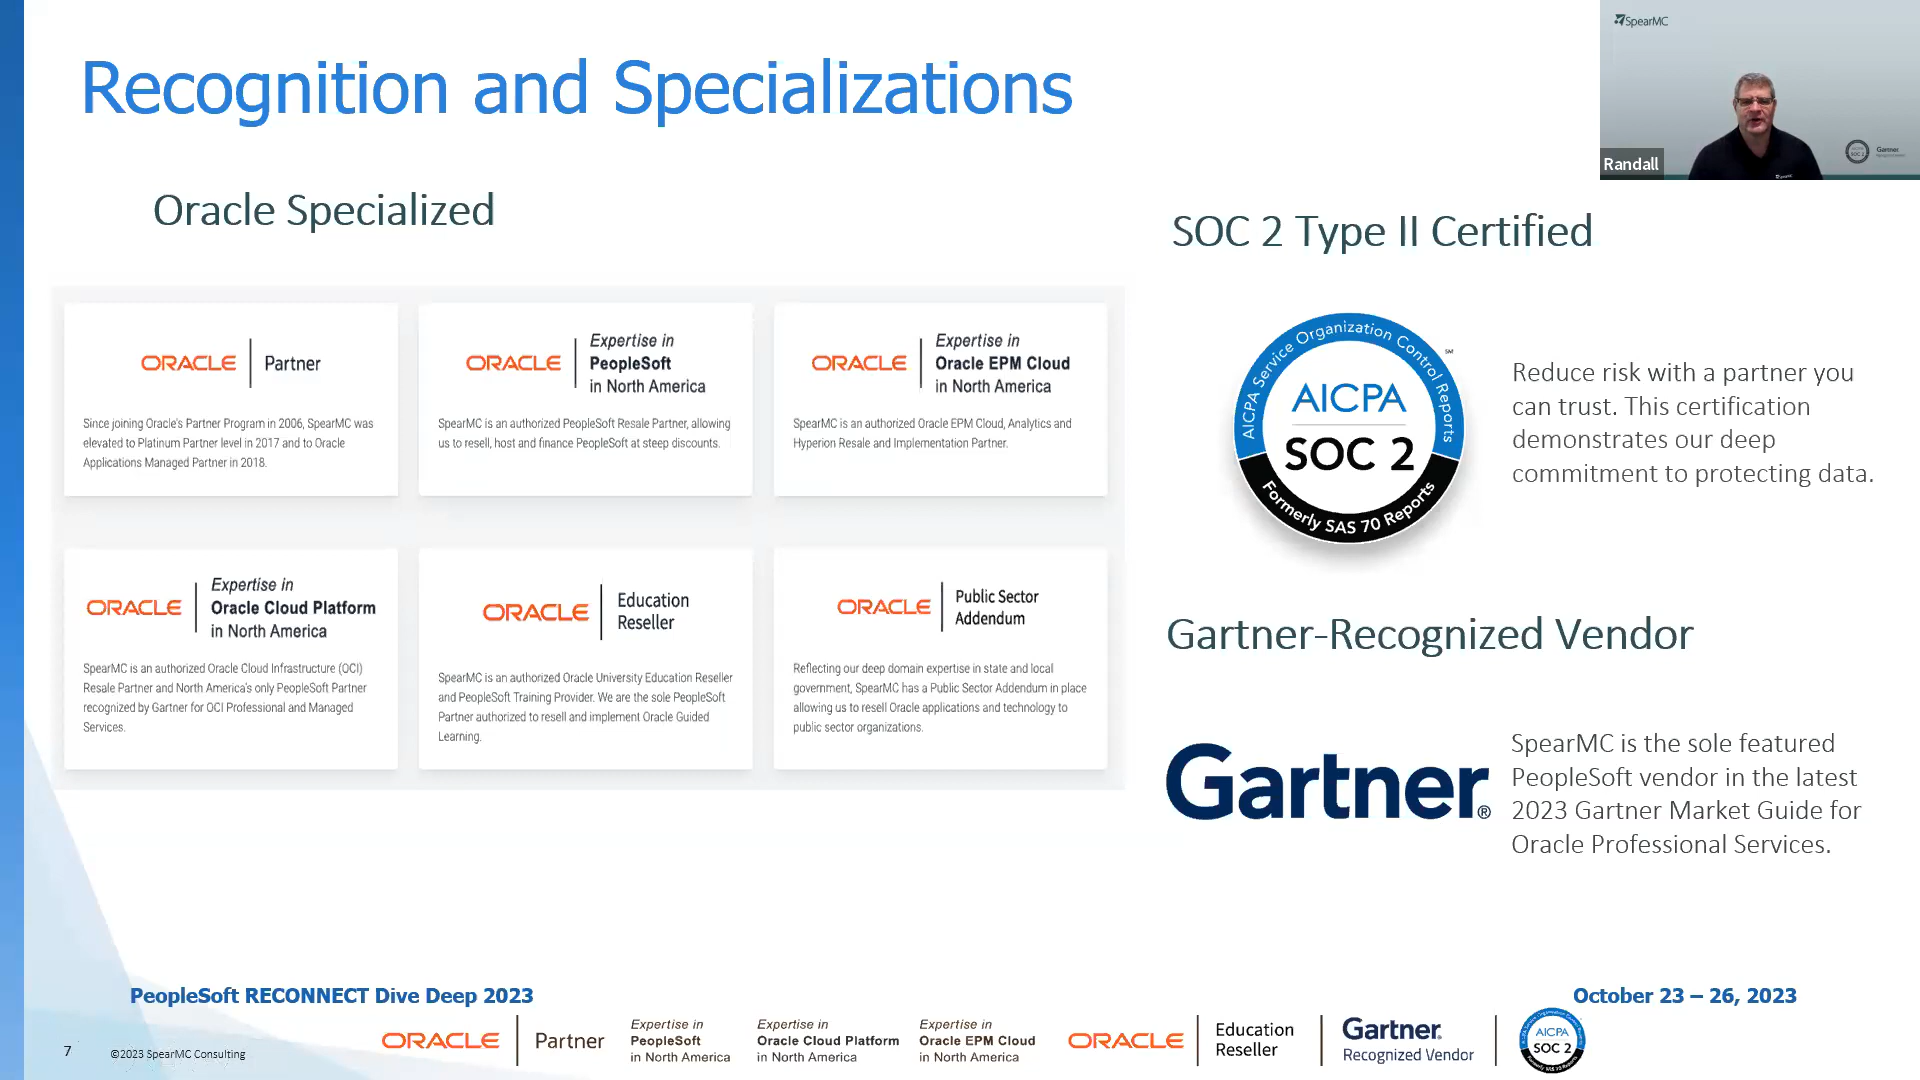 Recognition and Specializations
SpearMC
Randall
AICPA
SOC 2
Gartner
Oracle Specialized
ORACLE | Partner
Since joining Oracle's Partner Program in 2006, SpearMC was
elevated to Platinum Partner level in 2017 and to Oracle
Applications Managed Partner in 2018.
ORACLE
Expertise in
PeopleSoft
in North America
SpearMC is an authorized PeopleSoft Resale Partner, allowing
us to resell, host and finance PeopleSoft at steep discounts.
ORACLE
Expertise in
Oracle EPM Cloud
in North America
SpearMC is an authorized Oracle EPM Cloud, Analytics and
Hyperion Resale and Implementation Partner.
ORACLE
Expertise in
Oracle Cloud Platform
in North America
SpearMC is an authorized Oracle Cloud Infrastructure (OCI)
Resale Partner and North America's only PeopleSoft Partner
recognized by Gartner for OCI Professional and Managed
Services.
ORACLE
Education
Reseller
SpearMC is an authorized Oracle University Education Reseller
and PeopleSoft Training Provider. We are the sole PeopleSoft
Partner authorized to resell and implement Oracle Guided
Learning.
ORACLE
Public Sector
Addendum
Reflecting our deep domain expertise in state and local
government, SpearMC has a Public Sector Addendum in place
allowing us to resell Oracle applications and technology to
public sector organizations.
SOC 2 Type II Certified
AICPA Service Organization Control Reports
SM
AICPA
SOC 2
Formerly SAS 70 Reports
Reduce risk with a partner you
can trust. This certification
demonstrates our deep
commitment to protecting data.
Gartner-Recognized Vendor
Gartner®
SpearMC is the sole featured
PeopleSoft vendor in the latest
2023 Gartner Market Guide for
Oracle Professional Services.
PeopleSoft RECONNECT Dive Deep 2023
October 23 – 26, 2023
7
©2023 SpearMC Consulting
ORACLE | Partner
Expertise in
PeopleSoft
in North America
Expertise in
Oracle Cloud Platform
in North America
Expertise in
Oracle EPM Cloud
in North America
ORACLE
Education
Reseller
Gartner
Recognized Vendor
AICPA
SOC 2